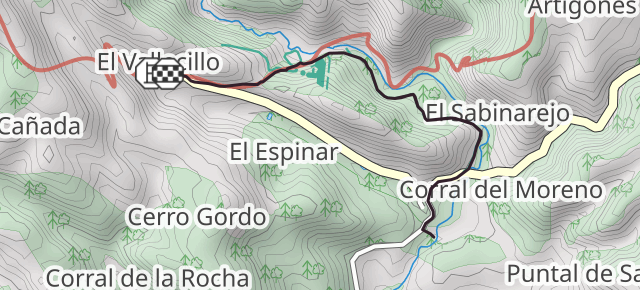 Artigones
El Vallecillo
Cañada
El Sabinarejo
El Espinar
Corral del Moreno
Cerro Gordo
Corral de la Rocha
Puntal de Sa